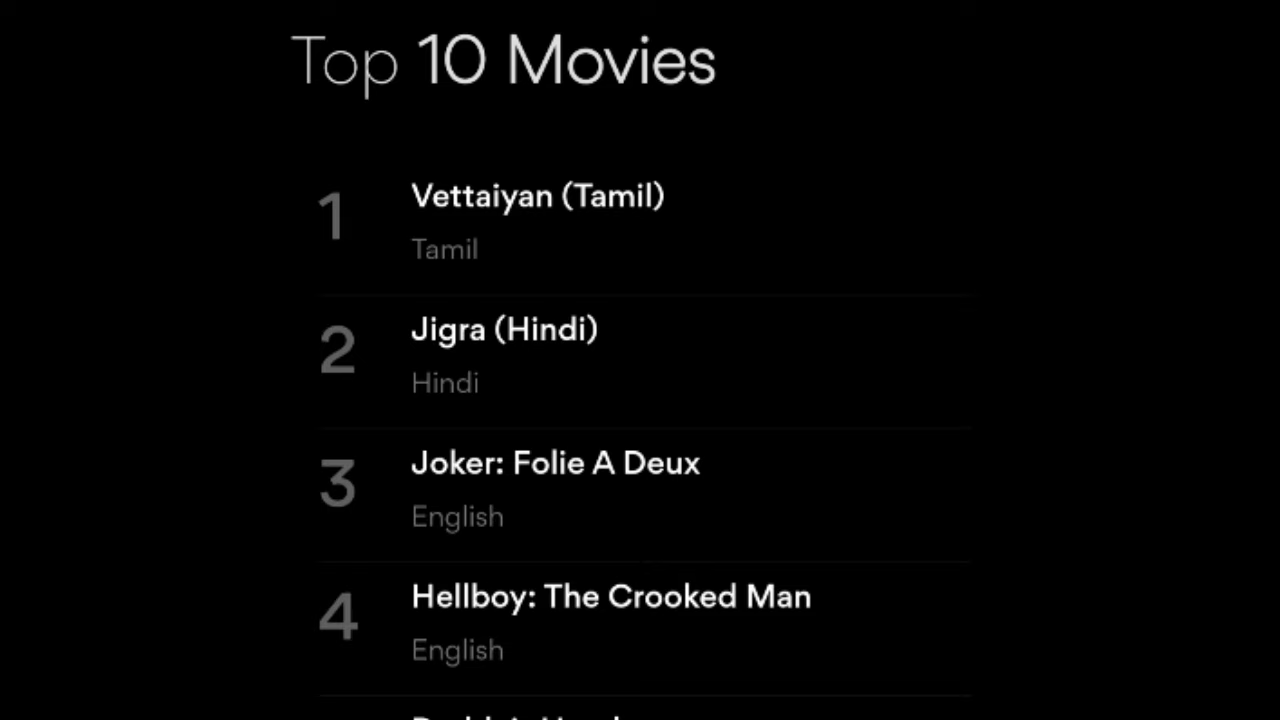 Top 10 Movies
1
Vettaiyan (Tamil)
Tamil
2
Jigra (Hindi)
Hindi
3
Joker: Folie A Deux
English
4
Hellboy: The Crooked Man
English